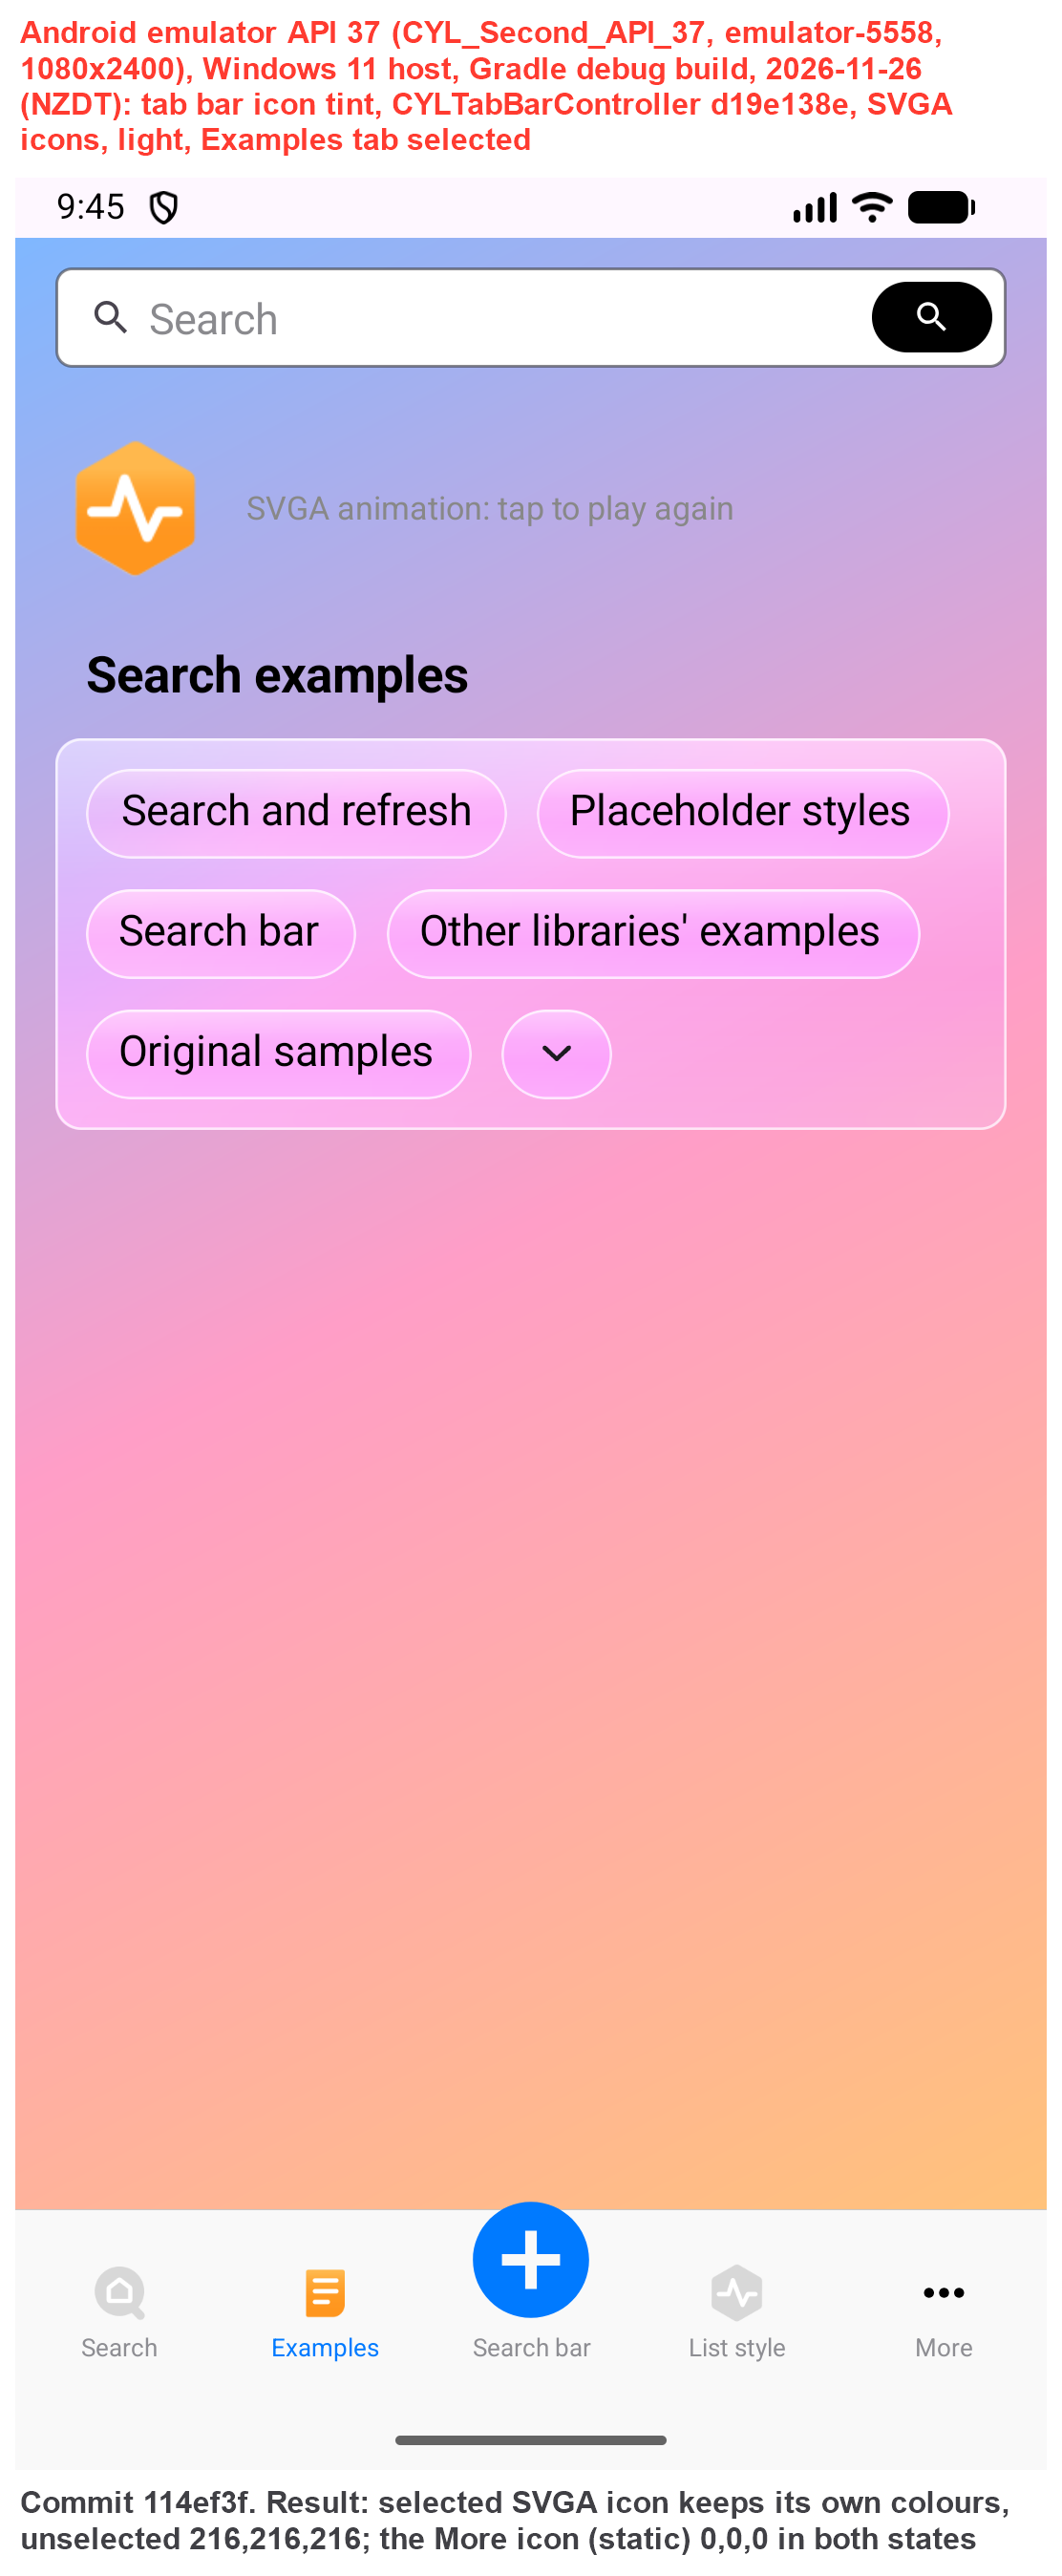 Android emulator API 37 (CYL_Second_API_37, emulator-5558,
1080x2400), Windows 11 host, Gradle debug build, 2026-11-26
(NZDT): tab bar icon tint, CYLTabBarController d19e138e, SVGA
icons, light, Examples tab selected
9:45
Search
SVGA animation: tap to play again
Search examples
Search and refresh
Placeholder styles
Search bar
Other libraries' examples
Original samples
Search
Examples
Search bar
List style
More
Commit 114ef3f. Result: selected SVGA icon keeps its own colours,
unselected 216,216,216; the More icon (static) 0,0,0 in both states